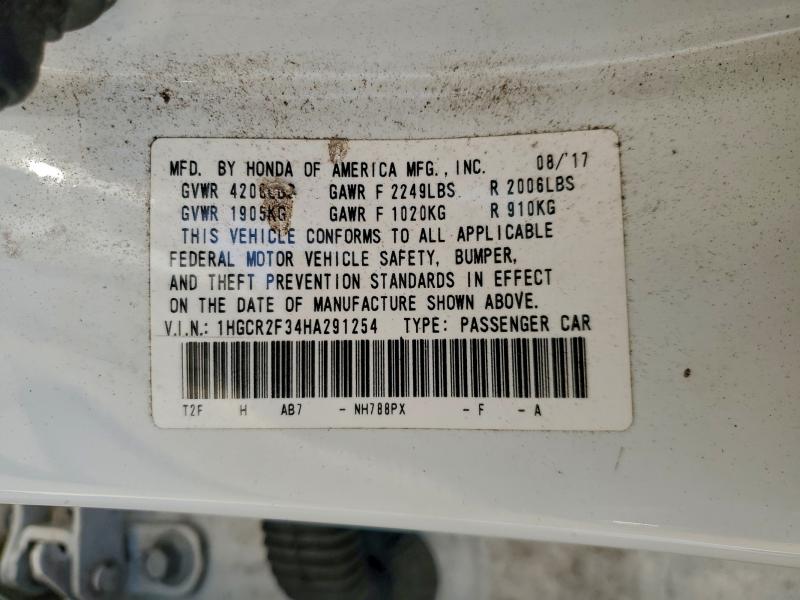 MFD. BY HONDA OF AMERICA MFG., INC. 08/'17
GVWR GAWR F 2249LBS R 2006LBS
GVWR 1905KG GAWR F 1020KG R 910KG
THIS VEHICLE CONFORMS TO ALL APPLICABLE
FEDERAL MOTOR VEHICLE SAFETY, BUMPER,
AND THEFT PREVENTION STANDARDS IN EFFECT
ON THE DATE OF MANUFACTURE SHOWN ABOVE.
V.I.N.: 1HGCR2F34HA291254 TYPE: PASSENGER CAR
T2F H AB7 - NH788PX - F - A